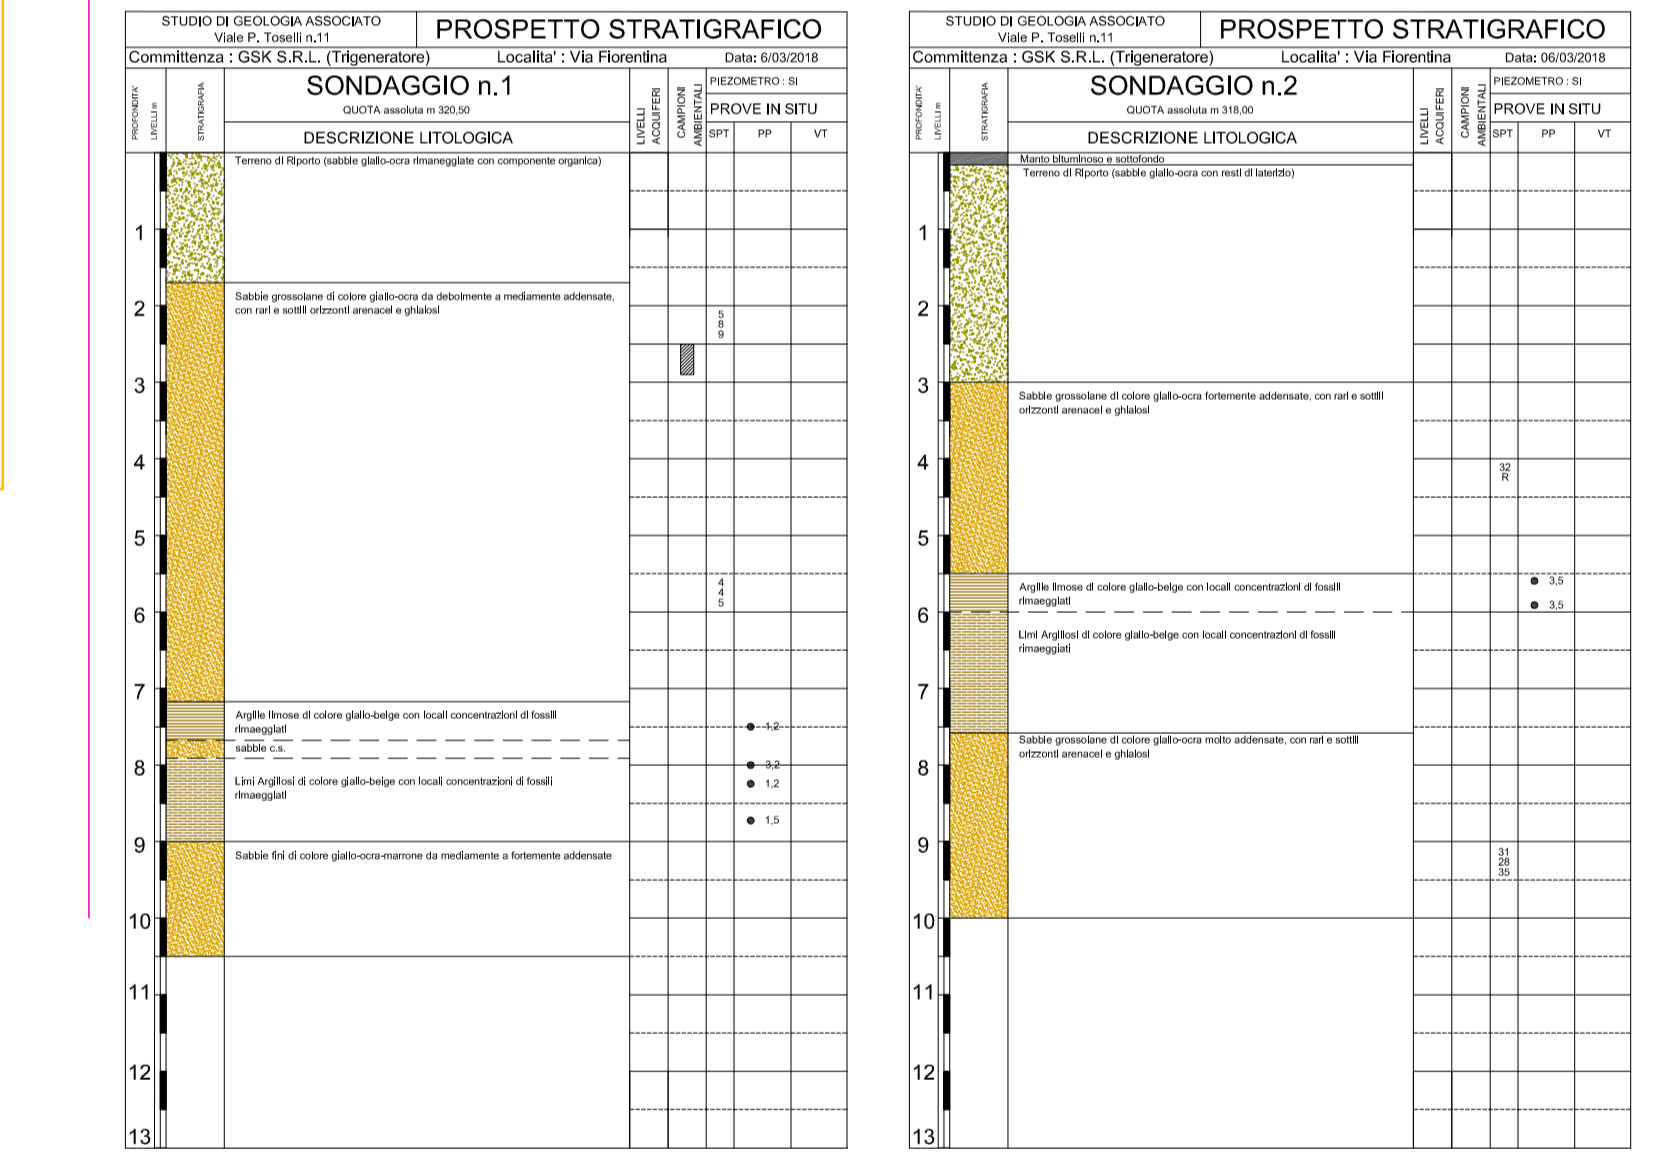 STUDIO DI GEOLOGIA ASSOCIATO
Viale P. Toselli n.11
PROSPETTO STRATIGRAFICO
Committenza : GSK S.R.L. (Trigeneratore)
Localita' : Via Fiorentina
Data: 6/03/2018
PROFONDITA'
LIVELLI m
STRATIGRAFIA
SONDAGGIO n.1
QUOTA assoluta m 320,50
DESCRIZIONE LITOLOGICA
LIVELLI
ACQUIFERI
CAMPIONI
AMBIENTALI
PIEZOMETRO : SI
PROVE IN SITU
SPT
PP
VT
Terreno di Riporto (sabbie giallo-ocra rimaneggiate con componente organica)
1
Sabbie grossolane di colore giallo-ocra da debolmente a mediamente addensate,
con rari e sottili orizzonti arenacei e ghiaiosi
2
5
8
9
3
4
5
4
4
5
6
7
Argille limose di colore giallo-beige con locali concentrazioni di fossili
rimaeggiati
1,2
sabbie c.s.
8
3,2
Limi Argillosi di colore giallo-beige con locali concentrazioni di fossili
rimaeggiati
1,2
1,5
9
Sabbie fini di colore giallo-ocra-marrone da mediamente a fortemente addensate
10
11
12
13
STUDIO DI GEOLOGIA ASSOCIATO
Viale P. Toselli n.11
PROSPETTO STRATIGRAFICO
Committenza : GSK S.R.L. (Trigeneratore)
Localita' : Via Fiorentina
Data: 06/03/2018
PROFONDITA'
LIVELLI m
STRATIGRAFIA
SONDAGGIO n.2
QUOTA assoluta m 318,00
DESCRIZIONE LITOLOGICA
LIVELLI
ACQUIFERI
CAMPIONI
AMBIENTALI
PIEZOMETRO : SI
PROVE IN SITU
SPT
PP
VT
Manto bituminoso e sottofondo
Terreno di Riporto (sabbie giallo-ocra con resti di laterizio)
1
2
3
Sabbie grossolane di colore giallo-ocra fortemente addensate, con rari e sottili
orizzonti arenacei e ghiaiosi
4
32
R
5
Argille limose di colore giallo-beige con locali concentrazioni di fossili
rimaeggiati
3,5
3,5
6
Limi Argillosi di colore giallo-beige con locali concentrazioni di fossili
rimaeggiati
7
Sabbie grossolane di colore giallo-ocra molto addensate, con rari e sottili
orizzonti arenacei e ghiaiosi
8
9
31
28
35
10
11
12
13